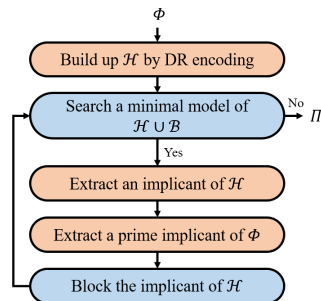 Φ
Build up ℋ by DR encoding
Search a minimal model of
ℋ ∪ ℬ
No
Π
Yes
Extract an implicant of ℋ
Extract a prime implicant of Φ
Block the implicant of ℋ